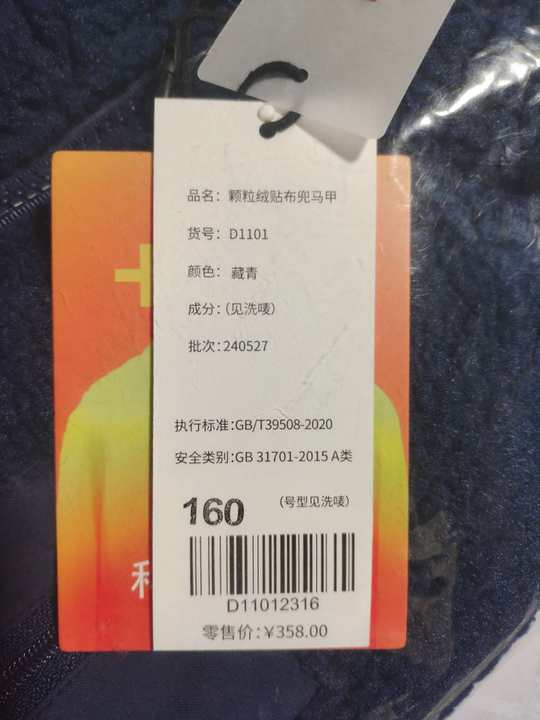 品名：颗粒绒贴布兜马甲
货号：D1101
颜色：藏青
成分：（见洗唛）
批次：240527
执行标准：GB/T39508-2020
安全类别：GB 31701-2015 A类
160
（号型见洗唛）
D11012316
零售价：¥358.00